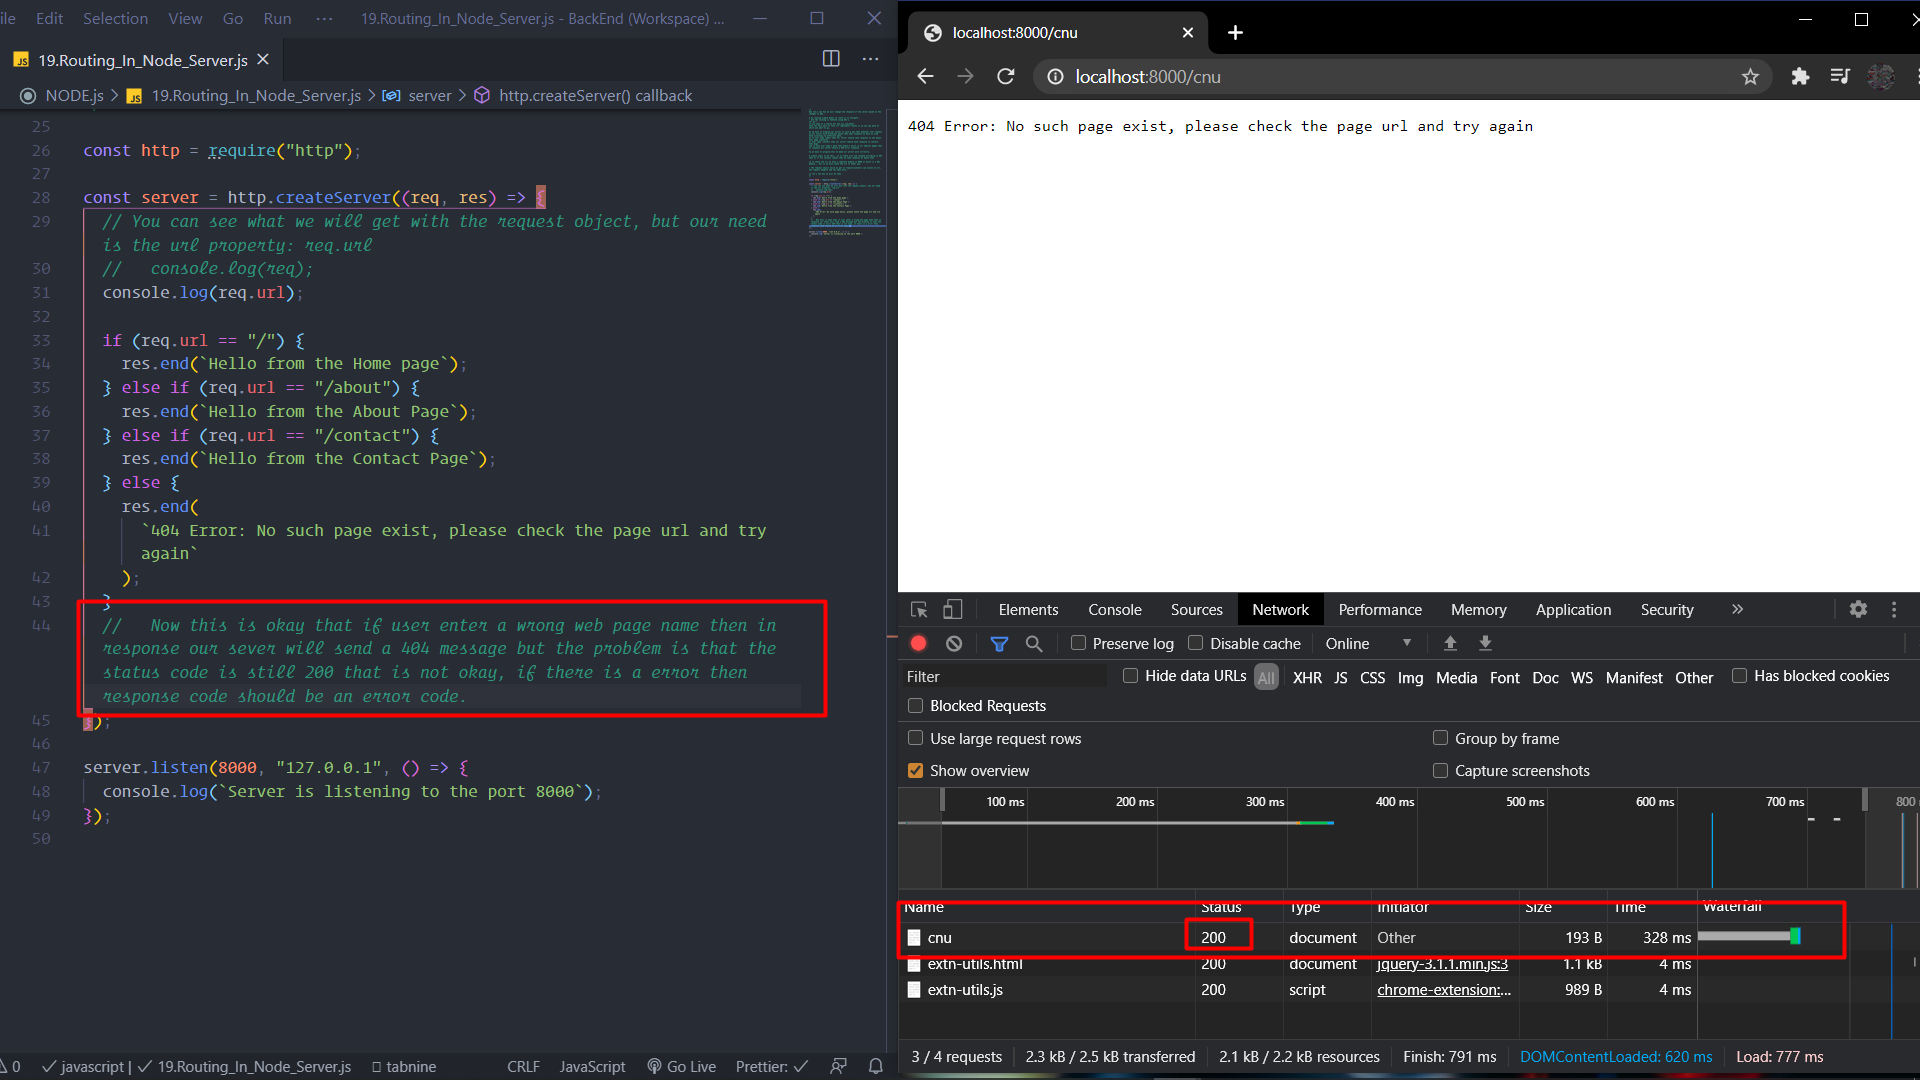 ile Edit Selection View Go Run ··· 19.Routing_In_Node_Server.js - BackEnd (Workspace) ...
JS 19.Routing_In_Node_Server.js
NODE.js > JS 19.Routing_In_Node_Server.js > server > http.createServer() callback
25
26 const http = require("http");
27
28 const server = http.createServer((req, res) => {
29 // You can see what we will get with the request object, but our need
is the url property: req.url
30 //   console.log(req);
31 console.log(req.url);
32
33 if (req.url == "/") {
34 res.end(`Hello from the Home page`);
35 } else if (req.url == "/about") {
36 res.end(`Hello from the About Page`);
37 } else if (req.url == "/contact") {
38 res.end(`Hello from the Contact Page`);
39 } else {
40 res.end(
41 `404 Error: No such page exist, please check the page url and try
again`
42 );
43 }
44 //   Now this is okay that if user enter a wrong web page name then in
response our sever will send a 404 message but the problem is that the
status code is still 200 that is not okay, if there is a error then
response code should be an error code.
45 });
46
47 server.listen(8000, "127.0.0.1", () => {
48 console.log(`Server is listening to the port 8000`);
49 });
50
0 javascript | 19.Routing_In_Node_Server.js tabnine CRLF JavaScript Go Live Prettier:
localhost:8000/cnu
localhost:8000/cnu
404 Error: No such page exist, please check the page url and try again
Elements Console Sources Network Performance Memory Application Security »
Preserve log Disable cache Online
Filter Hide data URLs All XHR JS CSS Img Media Font Doc WS Manifest Other Has blocked cookies
Blocked Requests
Use large request rows Group by frame
Show overview Capture screenshots
100 ms 200 ms 300 ms 400 ms 500 ms 600 ms 700 ms 800
Name Status Type Initiator Size Time Waterfall
cnu 200 document Other 193 B 328 ms
extn-utils.html 200 document jquery-3.1.1.min.js:3 1.1 kB 4 ms
extn-utils.js 200 script chrome-extension:... 989 B 4 ms
3 / 4 requests 2.3 kB / 2.5 kB transferred 2.1 kB / 2.2 kB resources Finish: 791 ms DOMContentLoaded: 620 ms Load: 777 ms